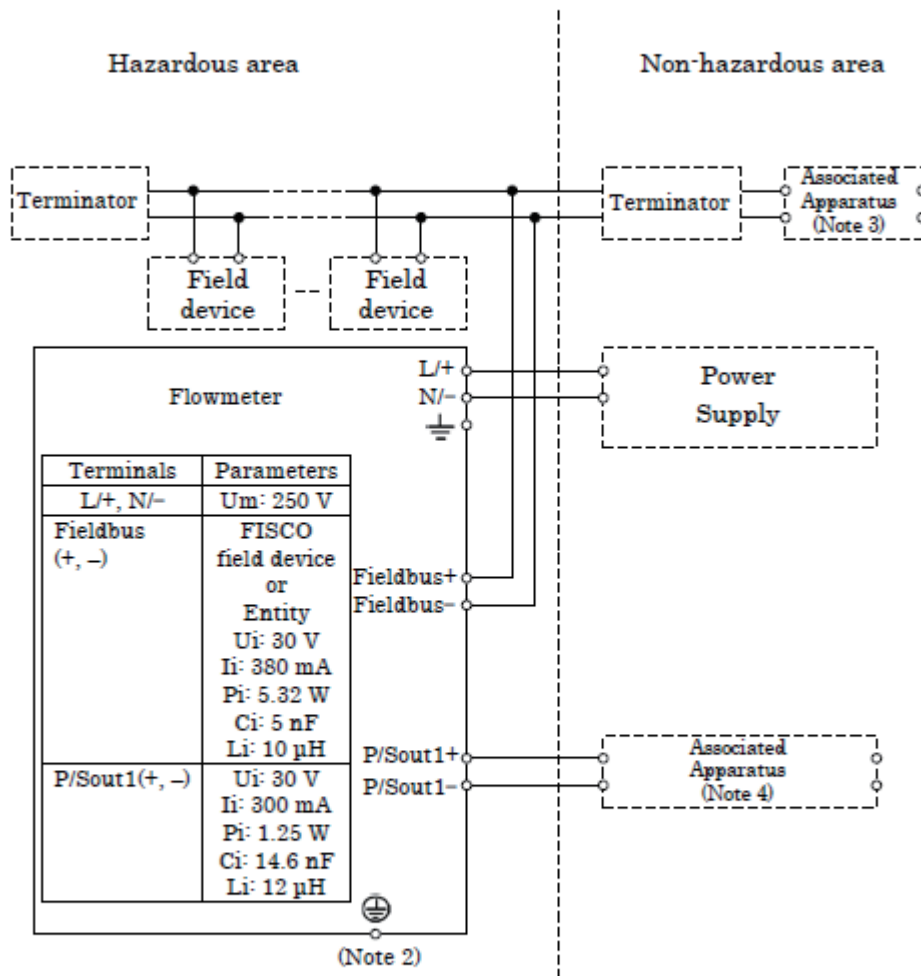 Hazardous area
Non-hazardous area
Terminator
Terminator
Associated
Apparatus
(Note 3)
Field
device
Field
device
Flowmeter
L/+
N/−
Power
Supply
Terminals
Parameters
L/+, N/−
Um: 250 V
Fieldbus
(+, −)
FISCO
field device
or
Entity
Ui: 30 V
Ii: 380 mA
Pi: 5.32 W
Ci: 5 nF
Li: 10 µH
Fieldbus+
Fieldbus−
P/Sout1(+, −)
Ui: 30 V
Ii: 300 mA
Pi: 1.25 W
Ci: 14.6 nF
Li: 12 µH
P/Sout1+
P/Sout1−
Associated
Apparatus
(Note 4)
(Note 2)